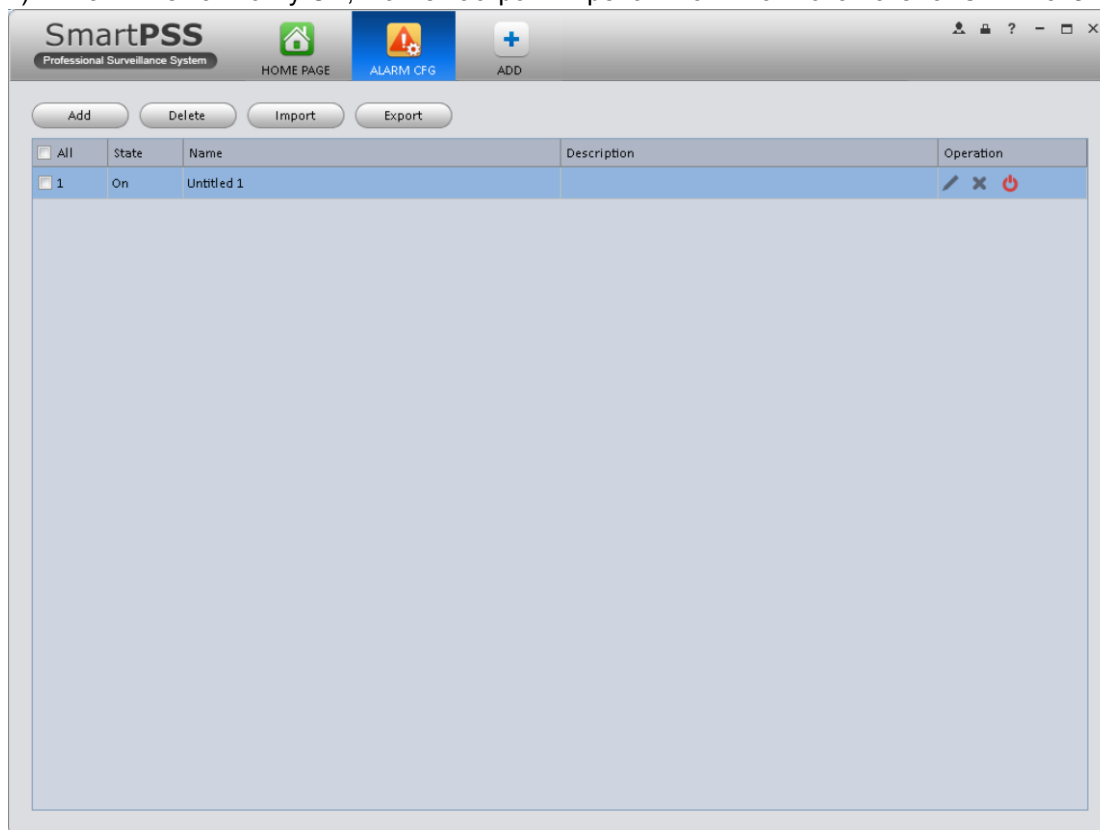 SmartPSS
Professional Surveillance System
HOME PAGE
ALARM CFG
ADD
?
Add Delete Import Export
All State Name Description Operation
1 On Untitled 1